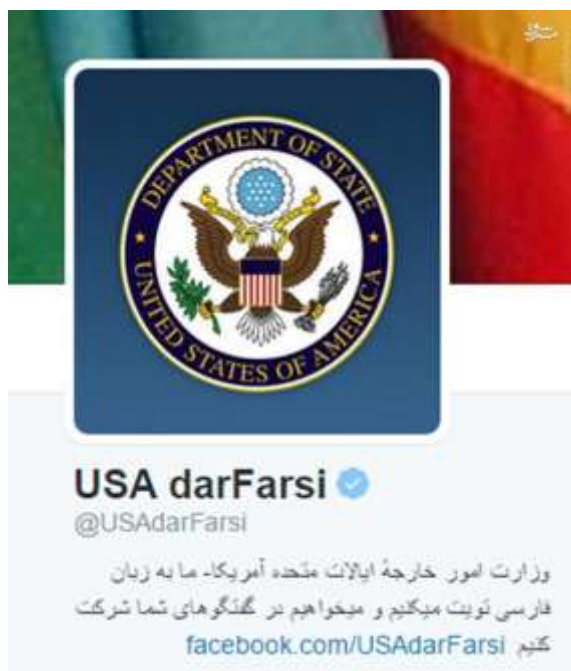 DEPARTMENT OF STATE
UNITED STATES OF AMERICA
USA darFarsi
@USAdarFarsi
وزارت امور خارجهٔ ایالات متحده آمریکا- ما به زبان
فارسی توییت میکنیم و میخواهیم در گفتگوهای شما شرکت
کنیم facebook.com/USAdarFarsi